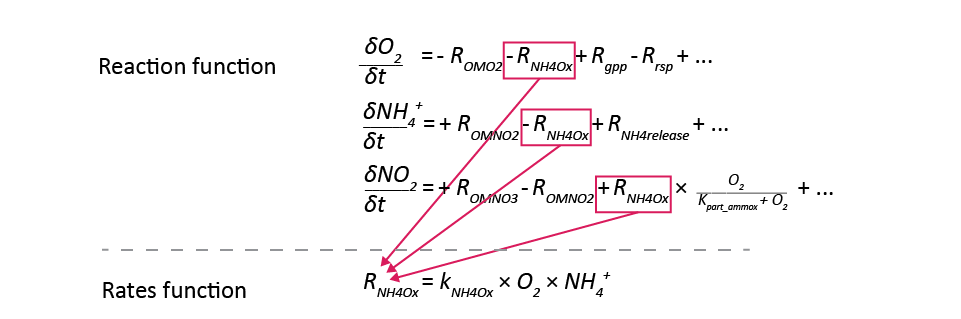 Reaction function
δO₂/δt = - R_OMO2 - R_NH4Ox + R_gpp - R_rsp + ...
δNH₄⁺/δt = + R_OMNO2 - R_NH4Ox + R_NH4release + ...
δNO²/δt = + R_OMNO3 - R_OMNO2 + R_NH4Ox × O₂/(K_part_ammox + O₂) + ...
Rates function
R_NH4Ox = k_NH4Ox × O₂ × NH₄⁺